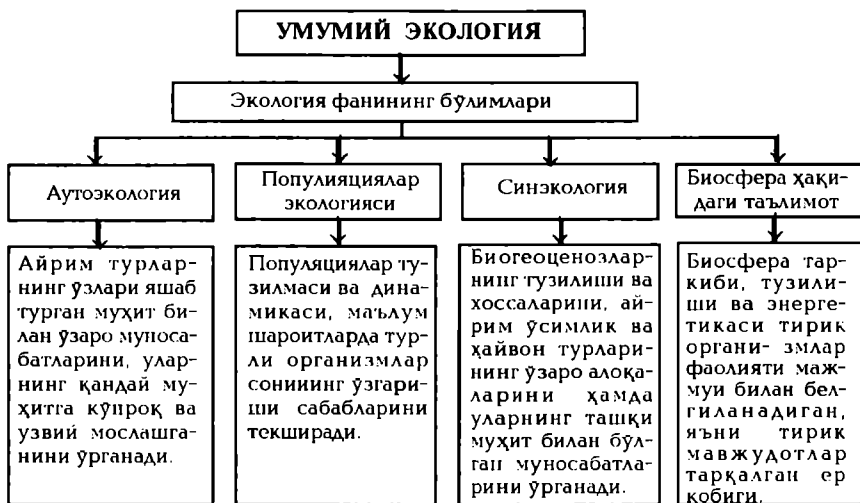 УМУМИЙ ЭКОЛОГИЯ
Экология фанининг бўлимлари
Аутоэкология
Айрим турлар-
нинг ўзлари яшаб
турган муҳит би-
лан ўзаро муноса-
батларини, улар-
нинг қандай му-
ҳитга кўпроқ ва
узвий мослашга-
нини ўрганади.
Популияциялар
экологияси
Популяциялар ту-
зилмаси ва дина-
микаси, маълум
шароитларда тур-
ли организмлар
сонииинг ўзгари-
ши сабабларини
текширади.
Синэкология
Биогеоценозлар-
нинг тузилиши ва
хоссаларини, ай-
рим ўсимлик ва
ҳайвон турлари-
нинг ўзаро алоқа-
ларини ҳамда
уларнинг ташқи
муҳит билан бўл-
ган муносабатла-
рини ўрганади.
Биосфера ҳақи-
даги таълимот
Биосфера тар-
киби, тузили-
ши ва энерге-
тикаси тирик
органи- змлар
фаолияти маж-
муи билан бел-
гиланадиган,
яъни тирик
мавжудотлар
тарқалган ер
қобиғи.